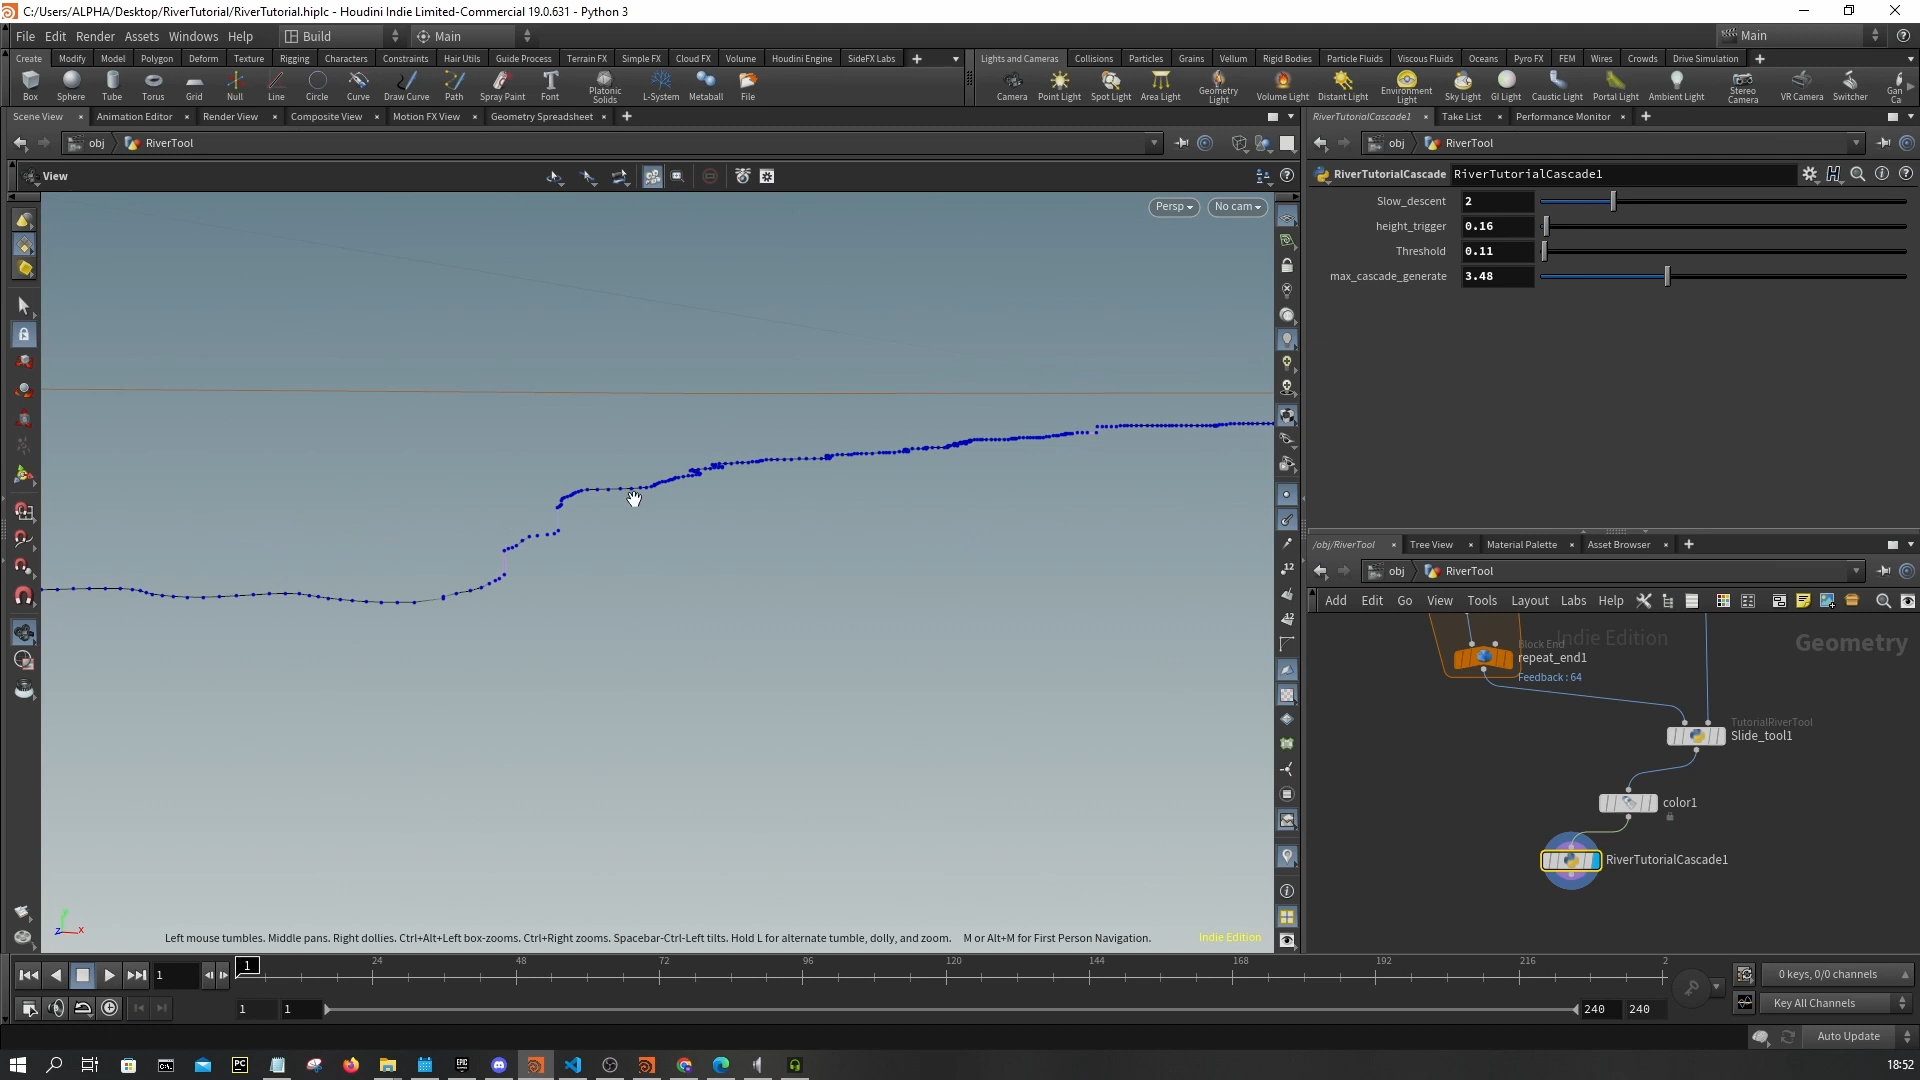 C:/Users/ALPHA/Desktop/RiverTutorial/RiverTutorial.hiplc - Houdini Indie Limited-Commercial 19.0.631 - Python 3
File Edit Render Assets Windows Help Build Main Main
Create Modify Model Polygon Deform Texture Rigging Characters Constraints Hair Utils Guide Process Terrain FX Simple FX Cloud FX Volume Houdini Engine SideFX Labs
Lights and Cameras Collisions Particles Grains Vellum Rigid Bodies Particle Fluids Viscous Fluids Oceans Pyro FX FEM Wires Crowds Drive Simulation
Box Sphere Tube Torus Grid Null Line Circle Curve Draw Curve Path Spray Paint Font Platonic Solids L-System Metaball File
Camera Point Light Spot Light Area Light Geometry Light Volume Light Distant Light Environment Light Sky Light GI Light Caustic Light Portal Light Ambient Light Stereo Camera VR Camera Switcher Gan Ca
Scene View Animation Editor Render View Composite View Motion FX View Geometry Spreadsheet
RiverTutorialCascade1 Take List Performance Monitor
obj RiverTool
obj RiverTool
View
RiverTutorialCascade RiverTutorialCascade1
Persp No cam
Slow_descent 2
height_trigger 0.16
Threshold 0.11
max_cascade_generate 3.48
/obj/RiverTool Tree View Material Palette Asset Browser
obj RiverTool
Add Edit Go View Tools Layout Labs Help
Indie Edition
Geometry
Block End
repeat_end1
Feedback : 64
TutorialRiverTool
Slide_tool1
color1
RiverTutorialCascade1
12
12
z x
Left mouse tumbles. Middle pans. Right dollies. Ctrl+Alt+Left box-zooms. Ctrl+Right zooms. Spacebar-Ctrl-Left tilts. Hold L for alternate tumble, dolly, and zoom. M or Alt+M for First Person Navigation.
Indie Edition
1 1 24 48 72 96 120 144 168 192 216 2
0 keys, 0/0 channels
1 1 240 240
Key All Channels
Auto Update
18:52